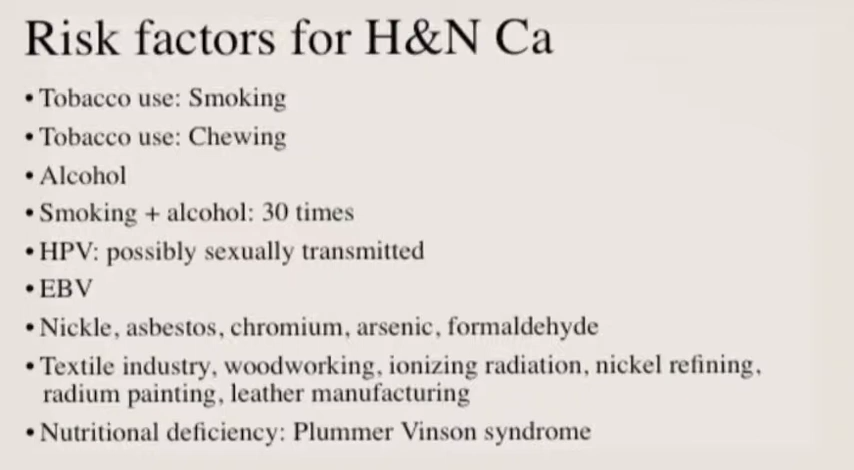 Risk factors for H&N Ca
• Tobacco use: Smoking
• Tobacco use: Chewing
• Alcohol
• Smoking + alcohol: 30 times
• HPV: possibly sexually transmitted
• EBV
• Nickle, asbestos, chromium, arsenic, formaldehyde
• Textile industry, woodworking, ionizing radiation, nickel refining,
radium painting, leather manufacturing
• Nutritional deficiency: Plummer Vinson syndrome